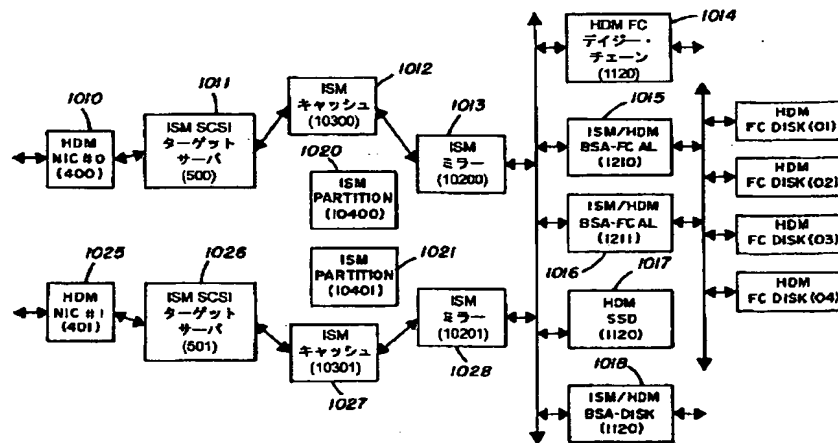 1010
HDM
NIC #0
(400)
1011
ISM SCSI
ターゲット
サーバ
(500)
1012
ISM
キャッシュ
(10300)
1013
ISM
ミラー
(10200)
1020
ISM
PARTITION
(10400)
1021
ISM
PARTITION
(10401)
1025
HDM
NIC #1
(401)
1026
ISM SCSI
ターゲット
サーバ
(501)
ISM
キャッシュ
(10301)
1027
ISM
ミラー
(10201)
1028
1014
HDM FC
デイジー・
チェーン
(1120)
1015
ISM/HDM
BSA-FC AL
(1210)
ISM/HDM
BSA-FC AL
(1211)
1016
1017
HDM
SSD
(1120)
1018
ISM/HDM
BSA-DISK
(1120)
HDM
FC DISK(01)
HDM
FC DISK(02)
HDM
FC DISK(03)
HDM
FC DISK(04)